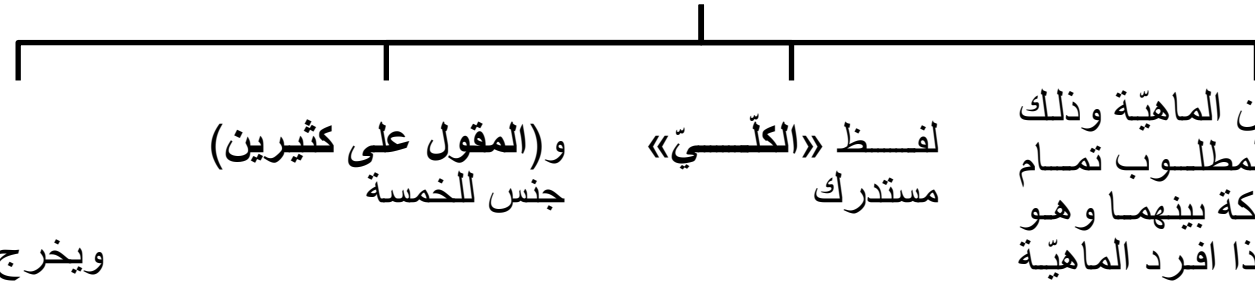 ن الماهيّة وذلك
لمطلوب تمام
كة بينهما وهو
ذا افرد الماهيّة
لفظ «الكلّيّ»
مستدرك
و(المقول على كثيرين)
جنس للخمسة
ويخرج